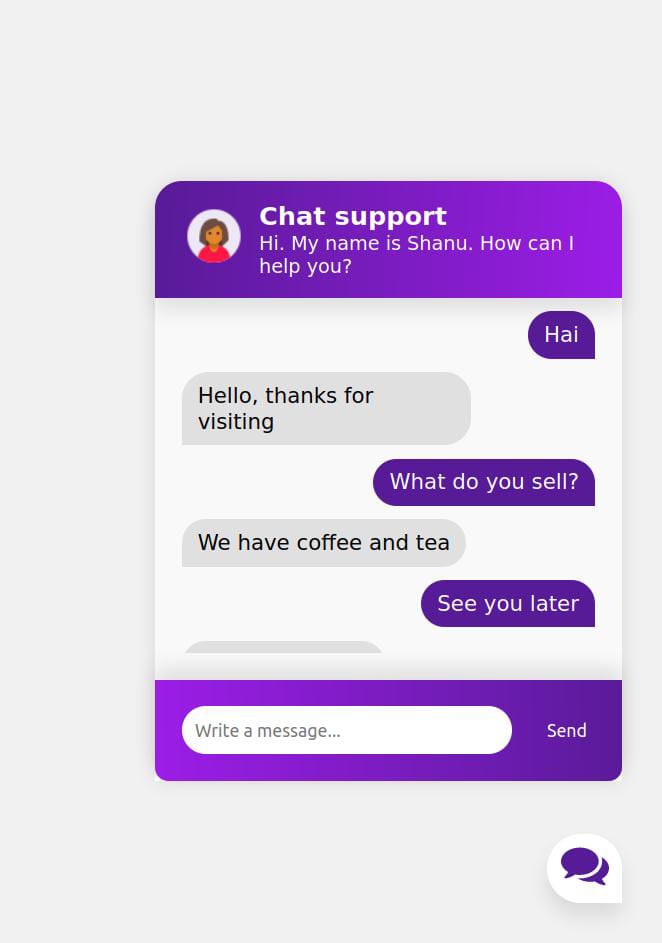 Chat support
Hi. My name is Shanu. How can I
help you?
Hai
Hello, thanks for
visiting
What do you sell?
We have coffee and tea
See you later
Write a message...
Send